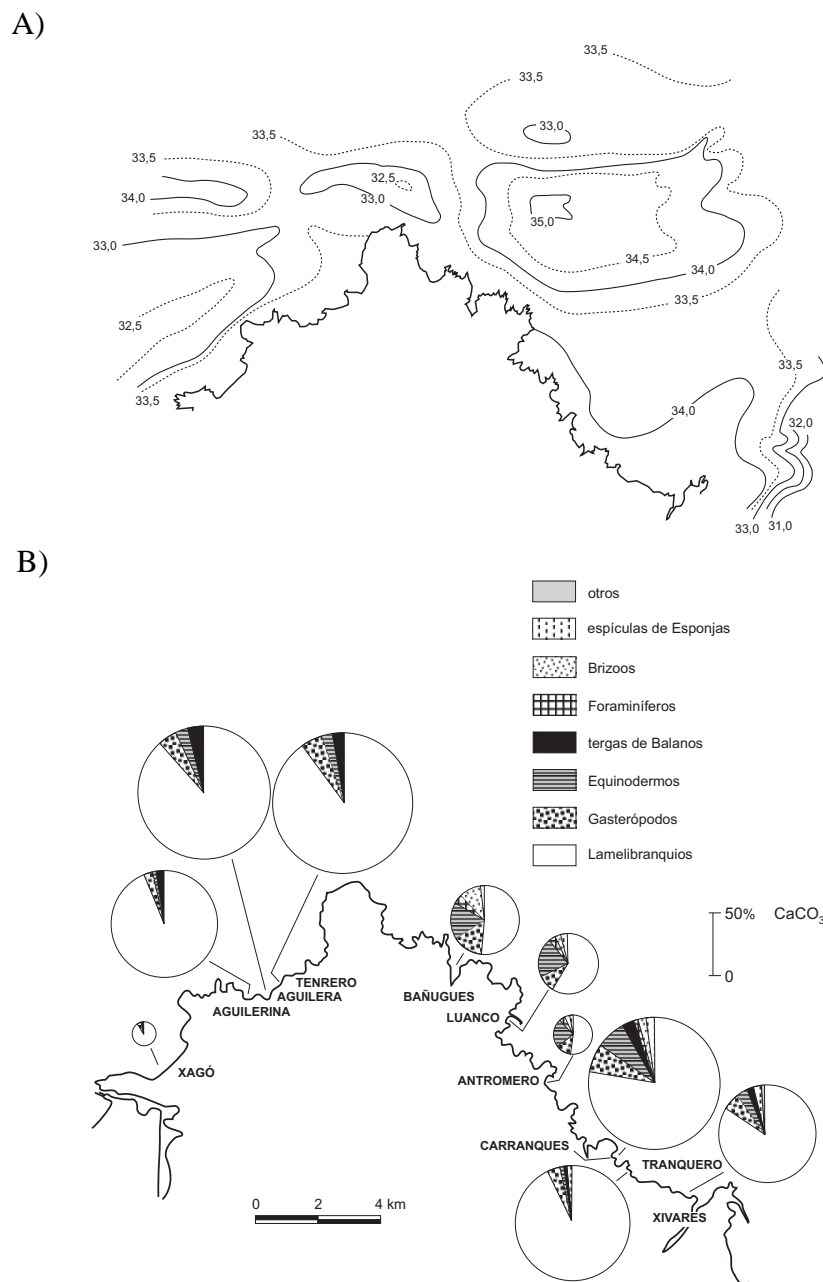 A)
33,5
33,5
33,0
33,5
33,5
34,0
32,5
33,0
35,0
33,0
34,5
34,0
33,5
32,5
33,5
33,5
34,0
32,0
33,0
31,0
B)
otros
espículas de Esponjas
Brizoos
Foraminíferos
tergas de Balanos
Equinodermos
Gasterópodos
Lamelibranquios
50% CaCO₃
0
TENRERO
AGUILERA
AGUILERINA
BAÑUGUES
LUANCO
XAGÓ
ANTROMERO
CARRANQUES
TRANQUERO
XIVARES
0 2 4 km